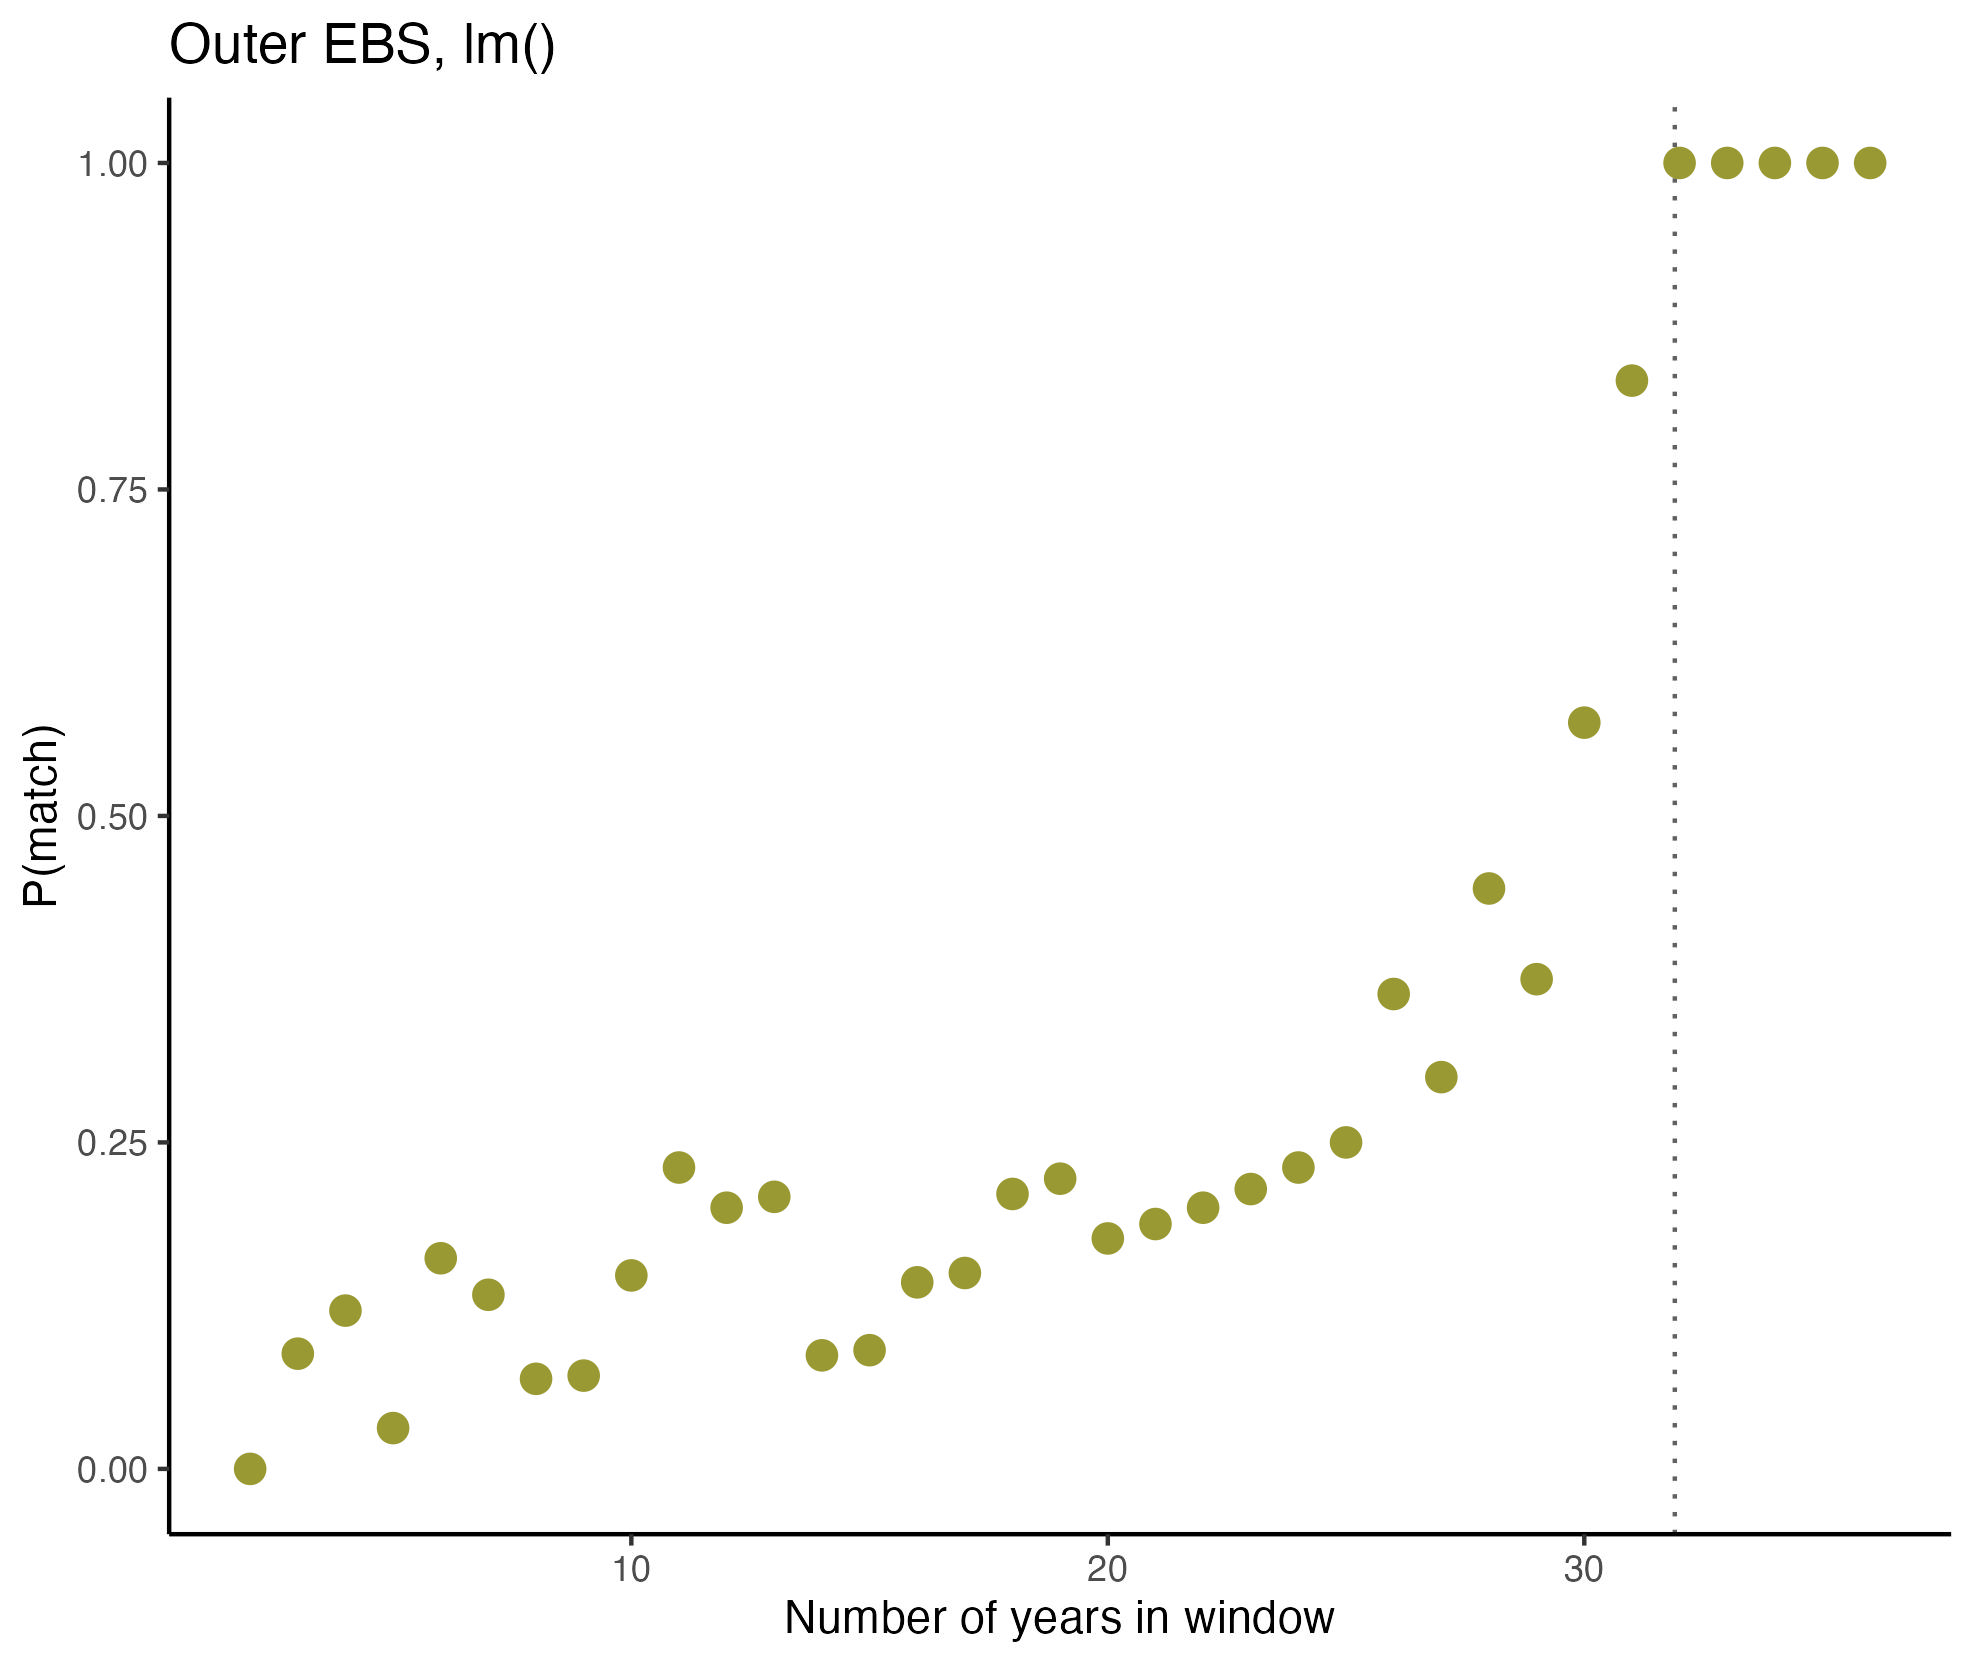 Outer EBS, lm()
1.00
0.75
0.50
0.25
0.00
P(match)
10 20 30
Number of years in window